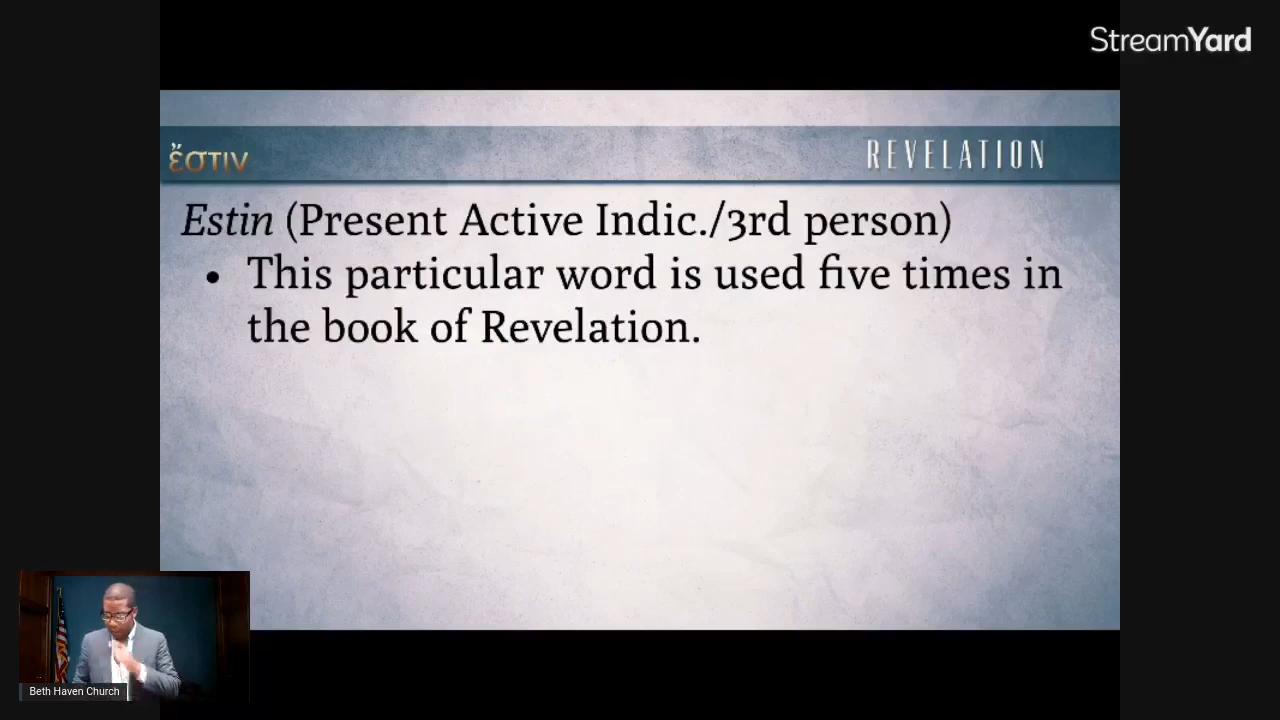 StreamYard
ἔστιν
REVELATION
Estin (Present Active Indic./3rd person)
• This particular word is used five times in
the book of Revelation.
Beth Haven Church